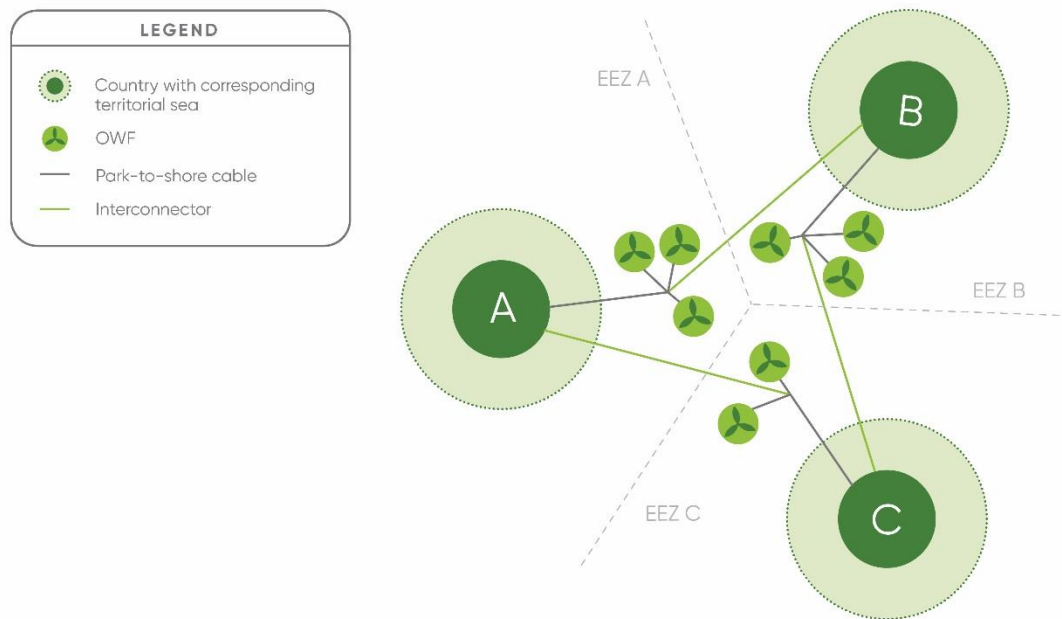 LEGEND
Country with corresponding
territorial sea
OWF
Park-to-shore cable
Interconnector
EEZ A
B
A
EEZ B
EEZ C
C